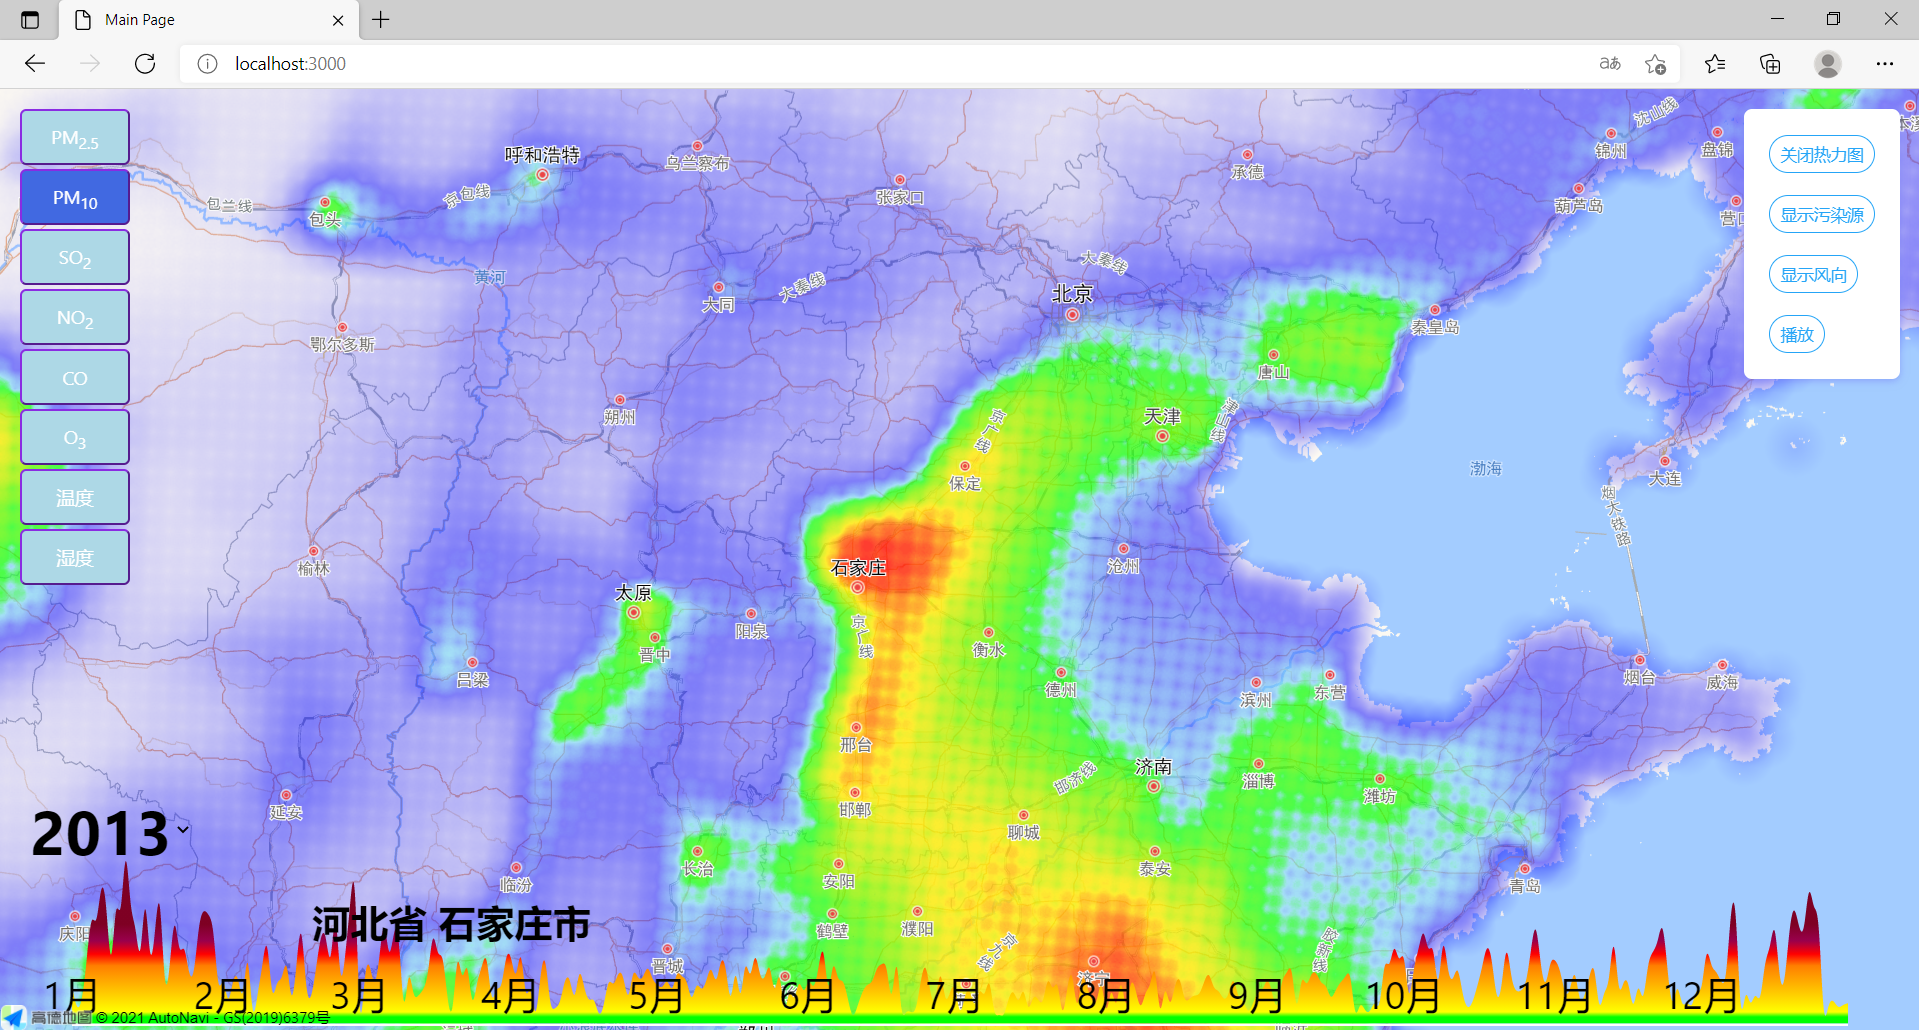 Main Page
localhost:3000
PM2.5
PM10
SO2
NO2
CO
O3
温度
湿度
关闭热力图
显示污染源
显示风向
播放
沈山线
锦州
盘锦
呼和浩特
乌兰察布
承德
张家口
葫芦岛
京包线
包兰线
包头
黄河
大同
大秦线
大秦线
北京
秦皇岛
鄂尔多斯
唐山
朔州
天津
津山线
京广线
保定
渤海
大连
烟大铁路
石家庄
沧州
榆林
太原
阳泉
京广线
晋中
衡水
吕梁
德州
滨州
东营
烟台
威海
邢台
济南
邯济线
淄博
潍坊
邯郸
延安
聊城
2013
长治
安阳
泰安
临汾
青岛
庆阳
河北省 石家庄市
鹤壁
濮阳
京九线
胶新线
晋城
济宁
1月
2月
3月
4月
5月
6月
7月
8月
9月
10月
11月
12月
高德地图 © 2021 AutoNavi - GS(2019)6379号